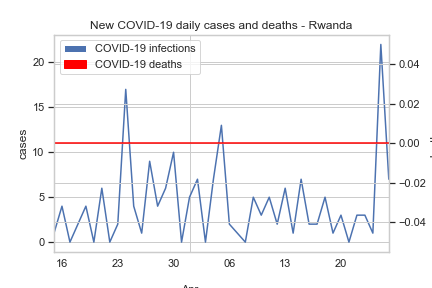 New COVID-19 daily cases and deaths - Rwanda
COVID-19 infections
COVID-19 deaths
cases
20
15
10
5
0
0.04
0.02
0.00
−0.02
−0.04
16 23 30 06 13 20